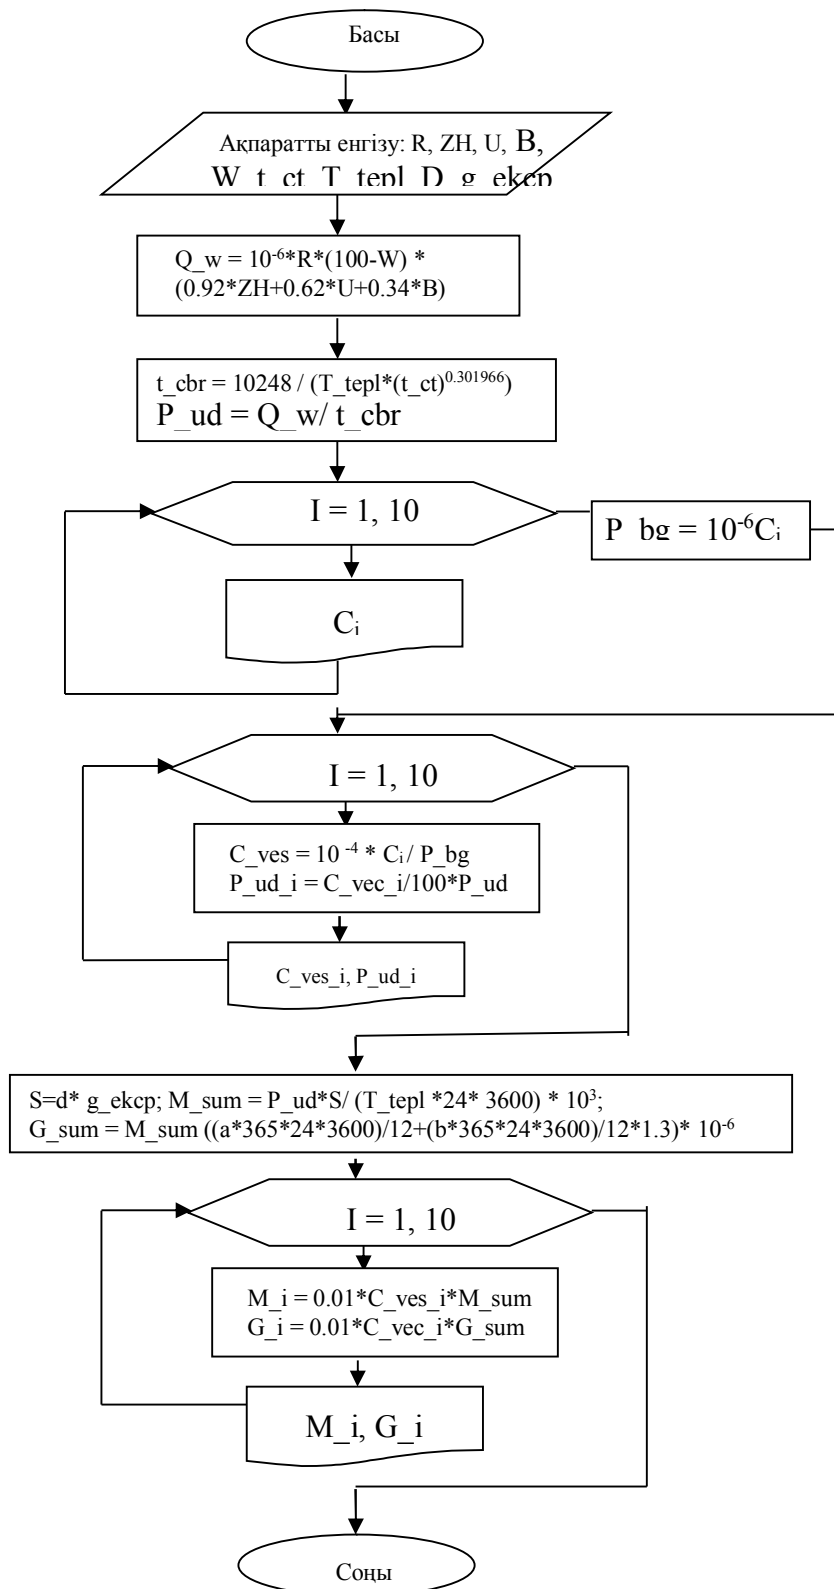 Басы
Ақпаратты енгізу: R, ZH, U, B,
W_t_ct_T_tepl_D_g_ekcp
Q_w = 10⁻⁶*R*(100-W) *
(0.92*ZH+0.62*U+0.34*B)
t_cbr = 10248 / (T_tepl*(t_ct)⁰·³⁰¹⁹⁶⁶)
P_ud = Q_w/ t_cbr
I = 1, 10
P_bg = 10⁻⁶Cᵢ
Cᵢ
I = 1, 10
C_ves = 10 ⁻⁴ * Cᵢ / P_bg
P_ud_i = C_vec_i/100*P_ud
C_ves_i, P_ud_i
S=d* g_ekcp; M_sum = P_ud*S/ (T_tepl *24* 3600) * 10³;
G_sum = M_sum ((a*365*24*3600)/12+(b*365*24*3600)/12*1.3)* 10⁻⁶
I = 1, 10
M_i = 0.01*C_ves_i*M_sum
G_i = 0.01*C_vec_i*G_sum
M_i, G_i
Соңы